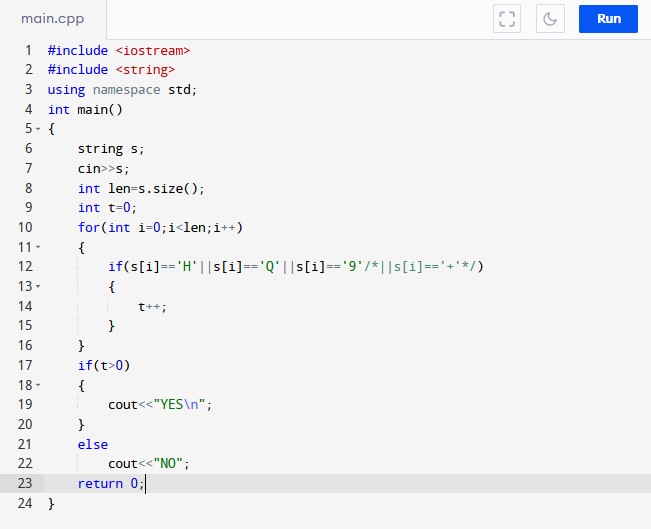 main.cpp
Run
1 #include <iostream>
2 #include <string>
3 using namespace std;
4 int main()
5 {
6     string s;
7     cin>>s;
8     int len=s.size();
9     int t=0;
10     for(int i=0;i<len;i++)
11     {
12         if(s[i]=='H'||s[i]=='Q'||s[i]=='9'/*||s[i]=='+'*/)
13         {
14             t++;
15         }
16     }
17     if(t>0)
18     {
19         cout<<"YES\n";
20     }
21     else
22         cout<<"NO";
23     return 0;
24 }